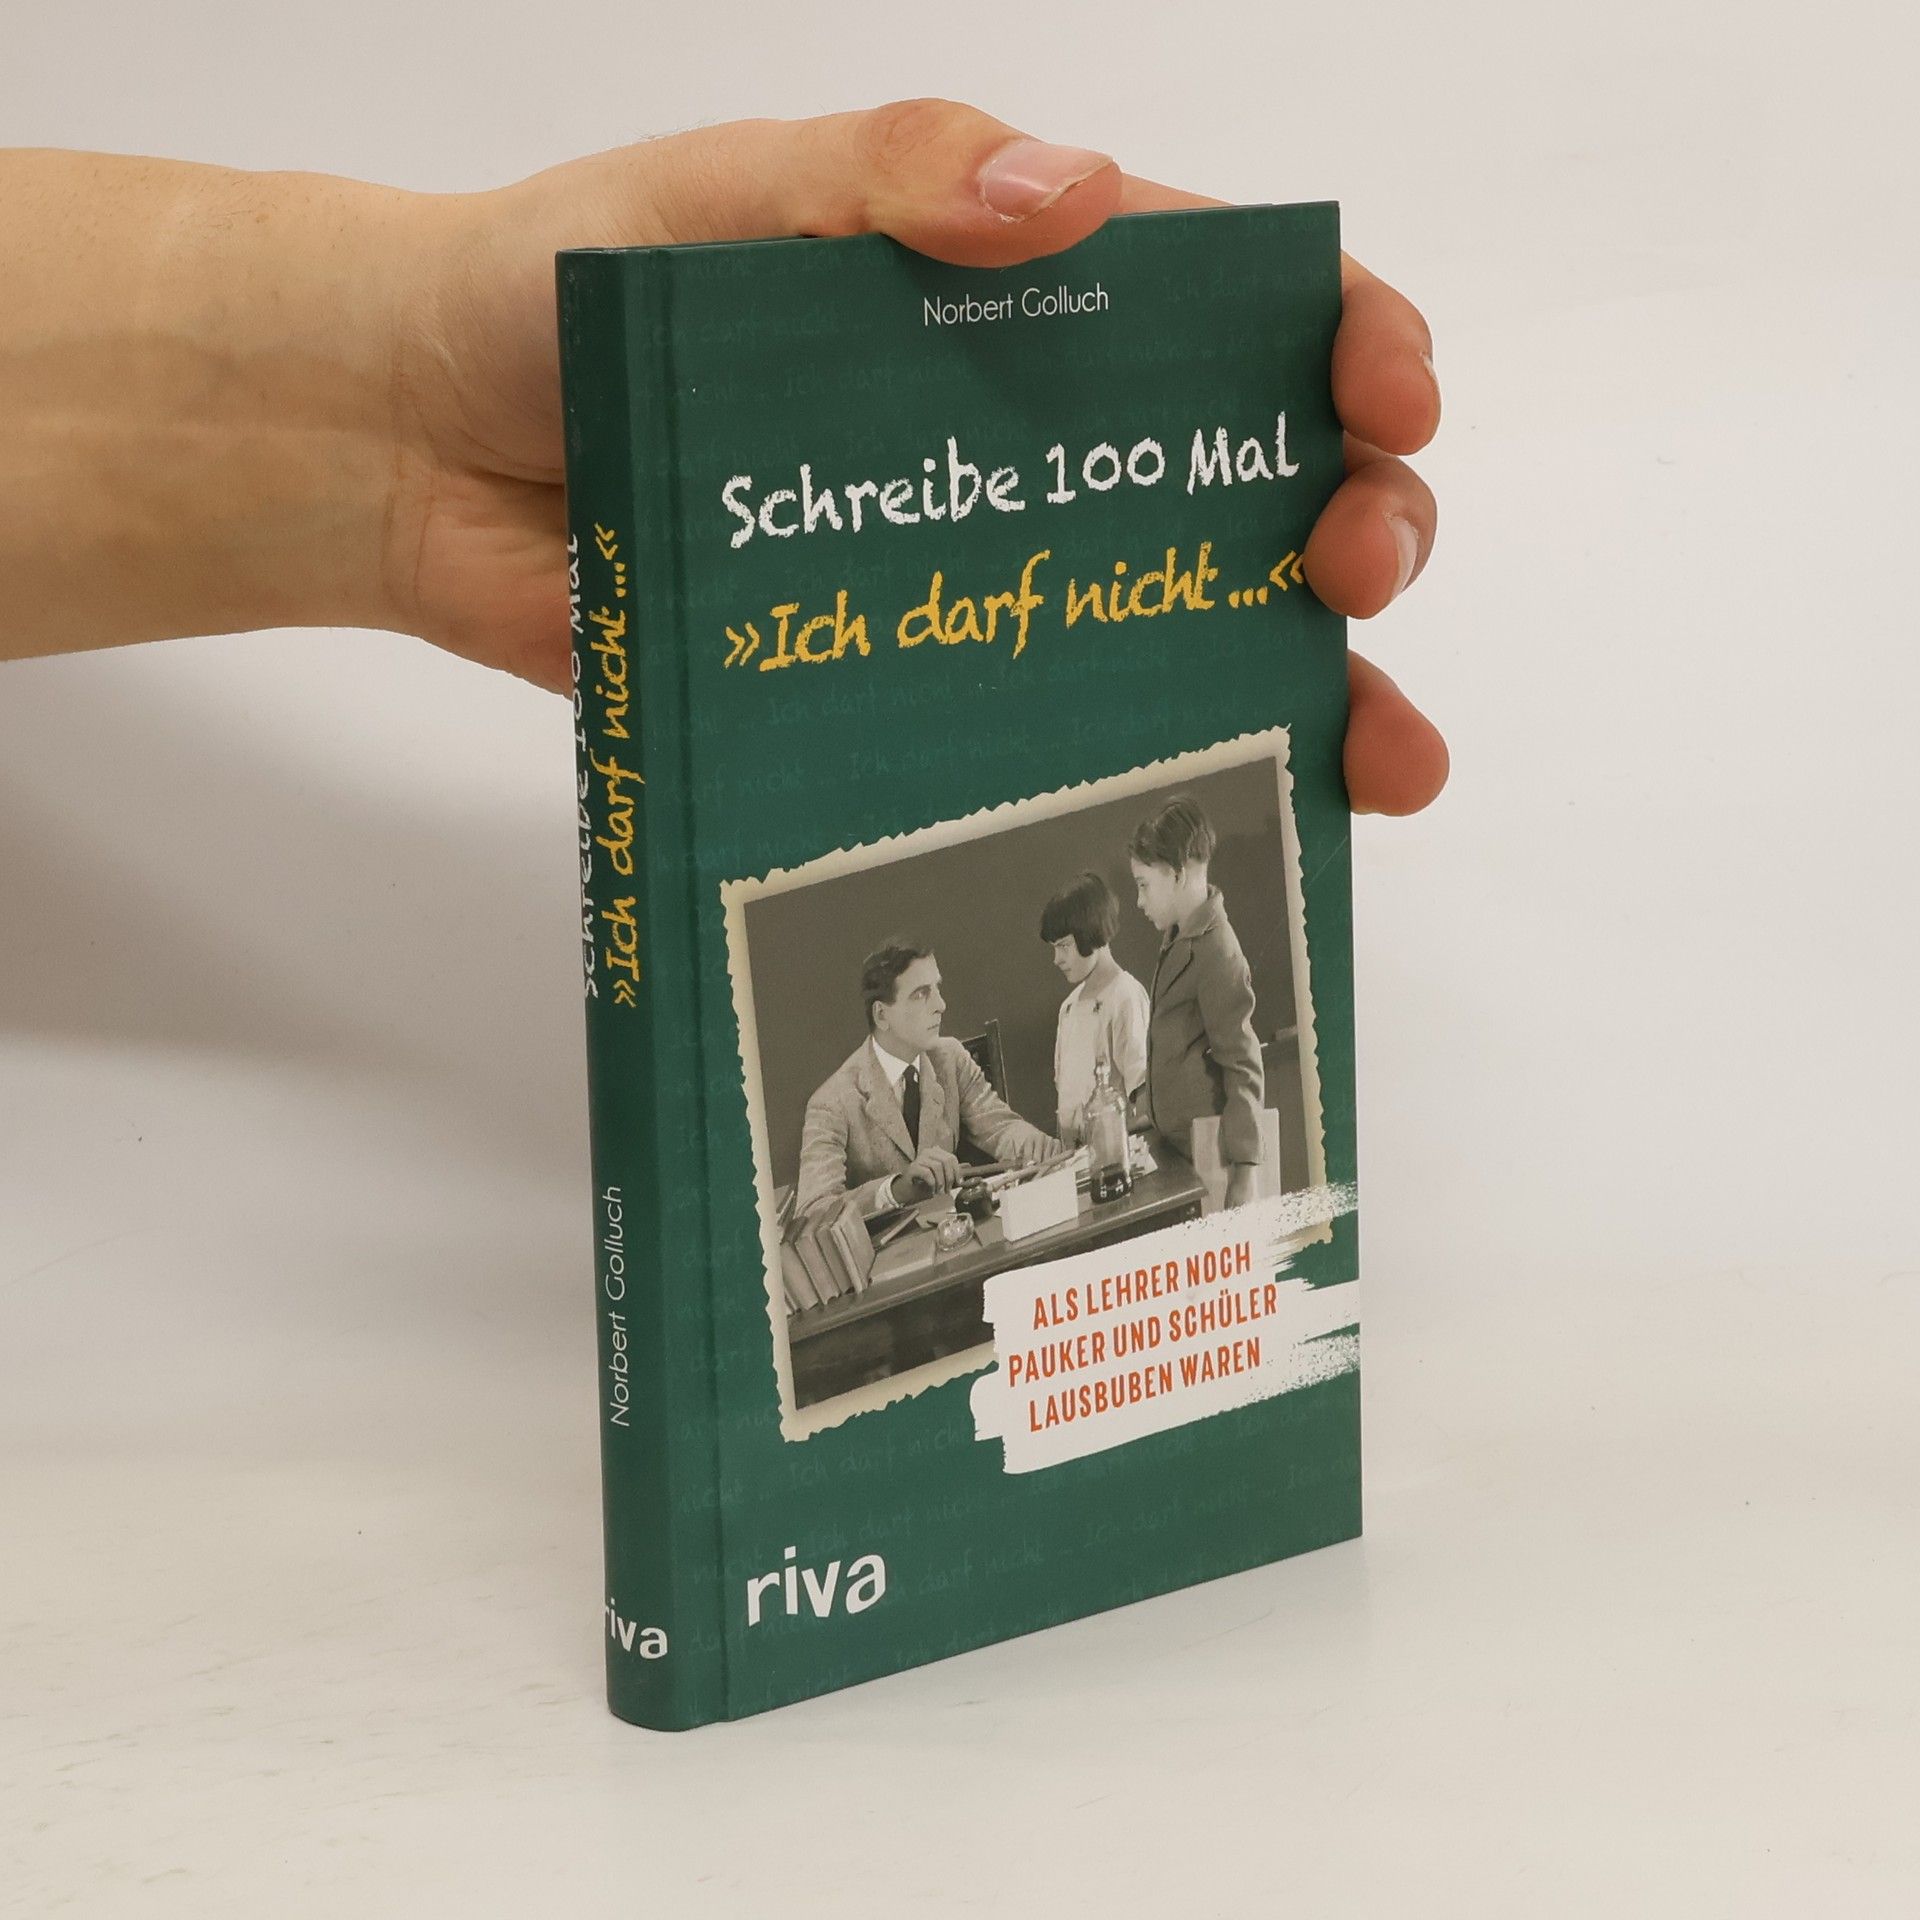 Norbert Golluch
Schreibe 100 Mal
»Ich darf nicht...«
ALS LEHRER NOCH
PAUKER UND SCHÜLER
LAUSBUBEN WAREN
riva
Schreibe 100 Mal
»Ich darf nicht...«
Norbert Golluch
riva